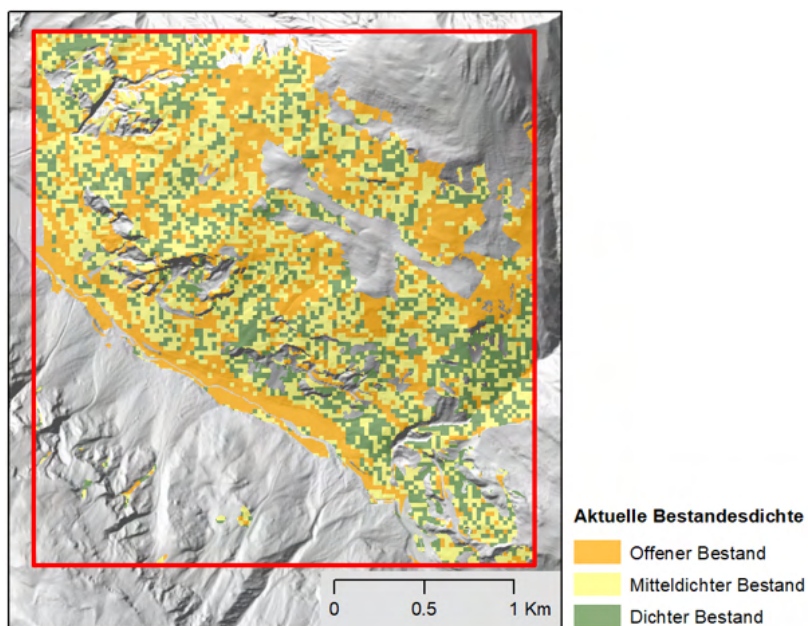 Aktuelle Bestandesdichte
Offener Bestand
Mitteldichter Bestand
Dichter Bestand
0 0.5 1 Km